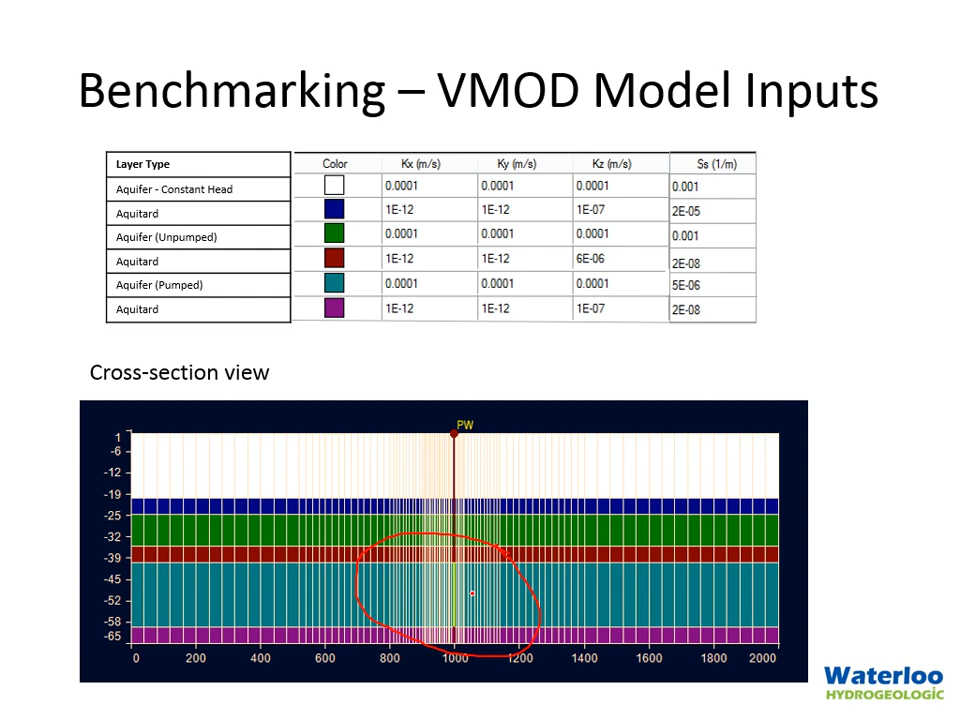 Benchmarking – VMOD Model Inputs
Layer Type Color Kx (m/s) Ky (m/s) Kz (m/s) Ss (1/m)
Aquifer - Constant Head 0.0001 0.0001 0.0001 0.001
Aquitard 1E-12 1E-12 1E-07 2E-05
Aquifer (Unpumped) 0.0001 0.0001 0.0001 0.001
Aquitard 1E-12 1E-12 6E-06 2E-08
Aquifer (Pumped) 0.0001 0.0001 0.0001 5E-06
Aquitard 1E-12 1E-12 1E-07 2E-08
Cross-section view
PW
1
-6
-12
-19
-25
-32
-39
-45
-52
-58
-65
0 200 400 600 800 1000 1200 1400 1600 1800 2000
Waterloo
HYDROGEOLOGIC